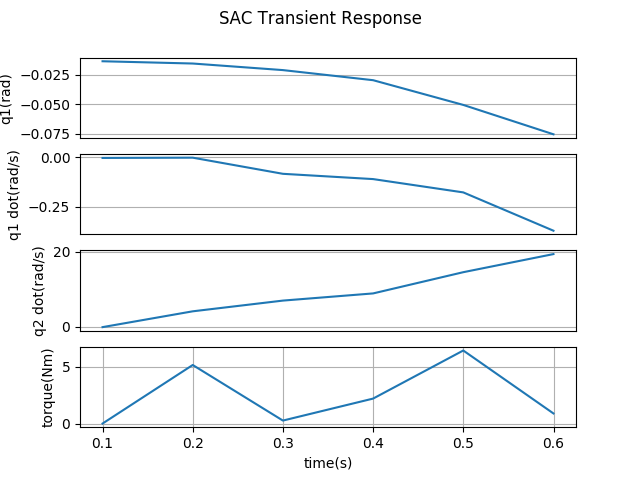 SAC Transient Response
q1(rad)
−0.025
−0.050
−0.075
q1 dot(rad/s)
0.00
−0.25
q2 dot(rad/s)
20
0
torque(Nm)
5
0
0.1 0.2 0.3 0.4 0.5 0.6
time(s)